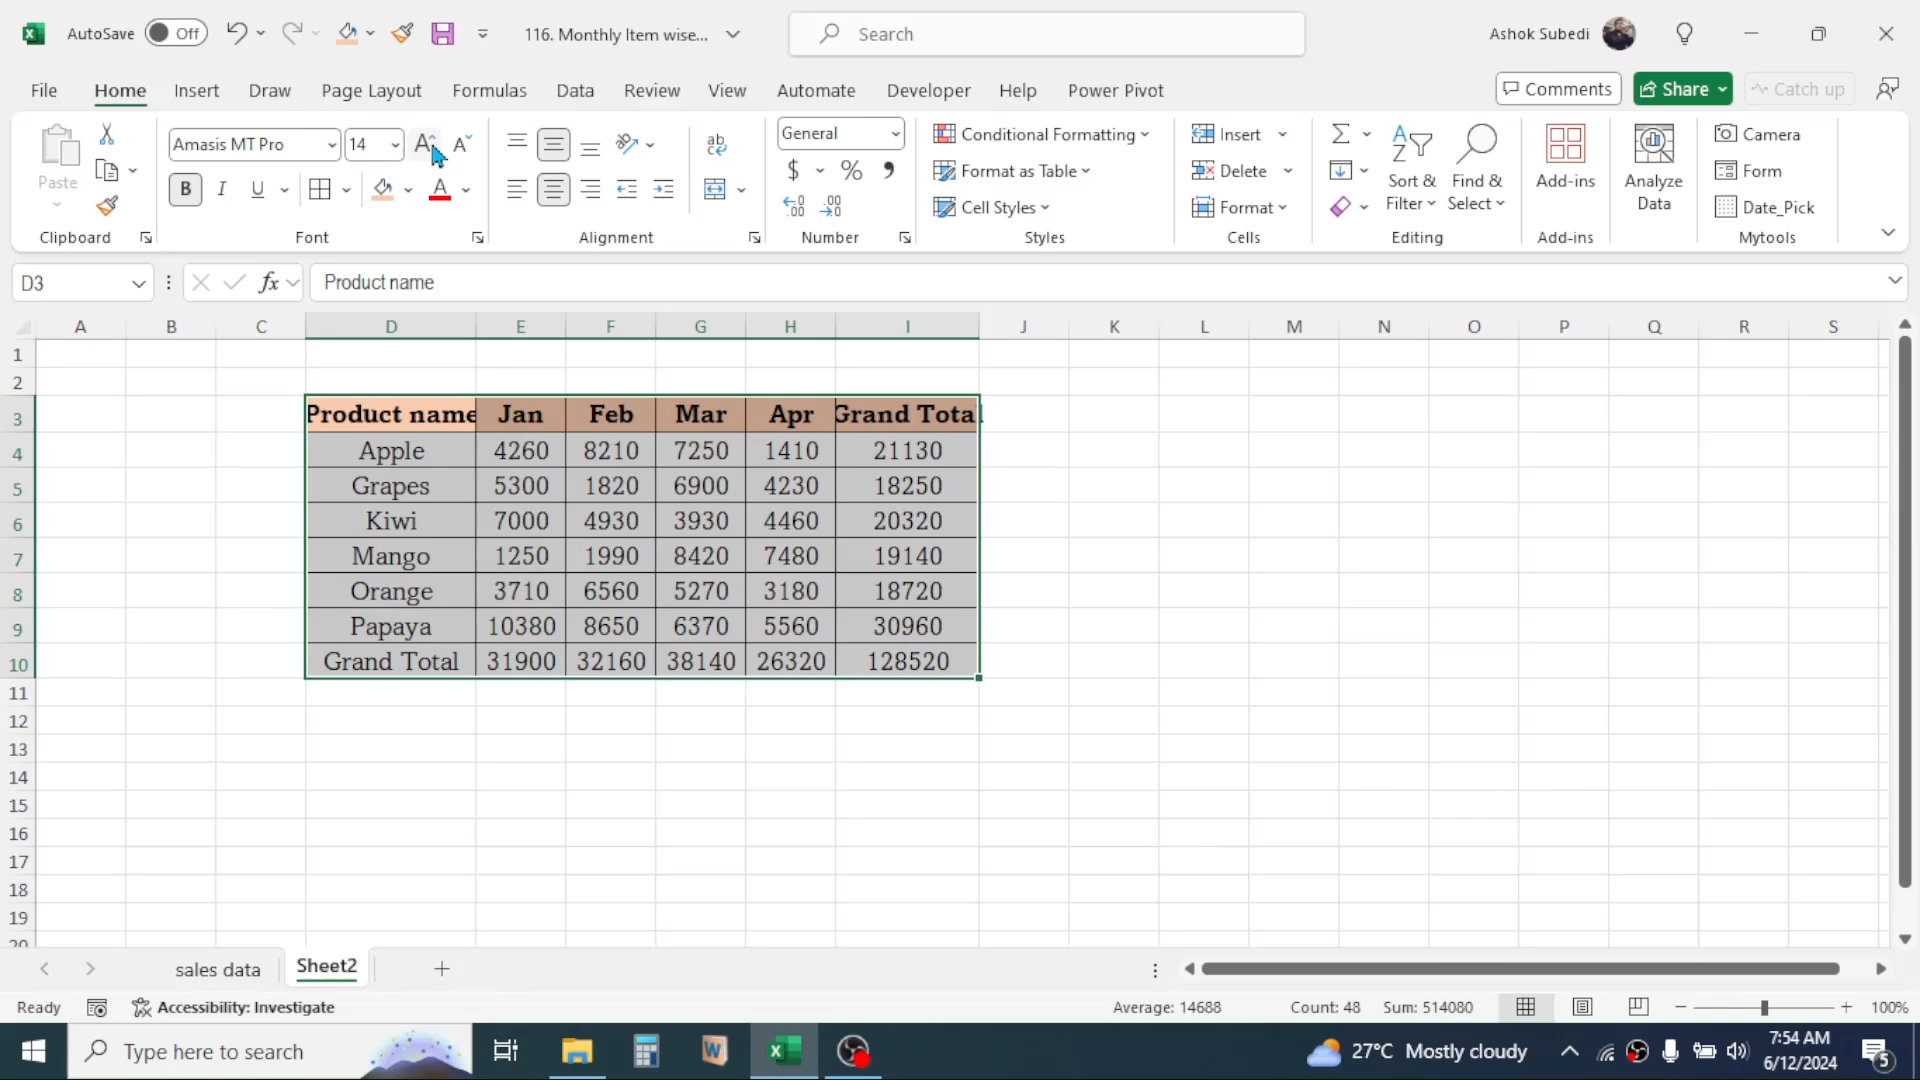 AutoSave Off 116. Monthly Item wise... Search Ashok Subedi
File Home Insert Draw Page Layout Formulas Data Review View Automate Developer Help Power Pivot Comments Share Catch up
Paste Amasis MT Pro 14 General Conditional Formatting Insert Camera
$ % Format as Table Delete Sort & Filter Find & Select Add-ins Analyze Data Form
B I U A Cell Styles Format Date_Pick
Clipboard Font Alignment Number Styles Cells Editing Add-ins Mytools
D3 fx Product name
A B C D E F G H I J K L M N O P Q R S
1
2
3 Product name Jan Feb Mar Apr Grand Total
4 Apple 4260 8210 7250 1410 21130
5 Grapes 5300 1820 6900 4230 18250
6 Kiwi 7000 4930 3930 4460 20320
7 Mango 1250 1990 8420 7480 19140
8 Orange 3710 6560 5270 3180 18720
9 Papaya 10380 8650 6370 5560 30960
10 Grand Total 31900 32160 38140 26320 128520
11
12
13
14
15
16
17
18
19
20
sales data Sheet2
Ready Accessibility: Investigate Average: 14688 Count: 48 Sum: 514080 100%
Type here to search 27°C Mostly cloudy 7:54 AM
6/12/2024 5